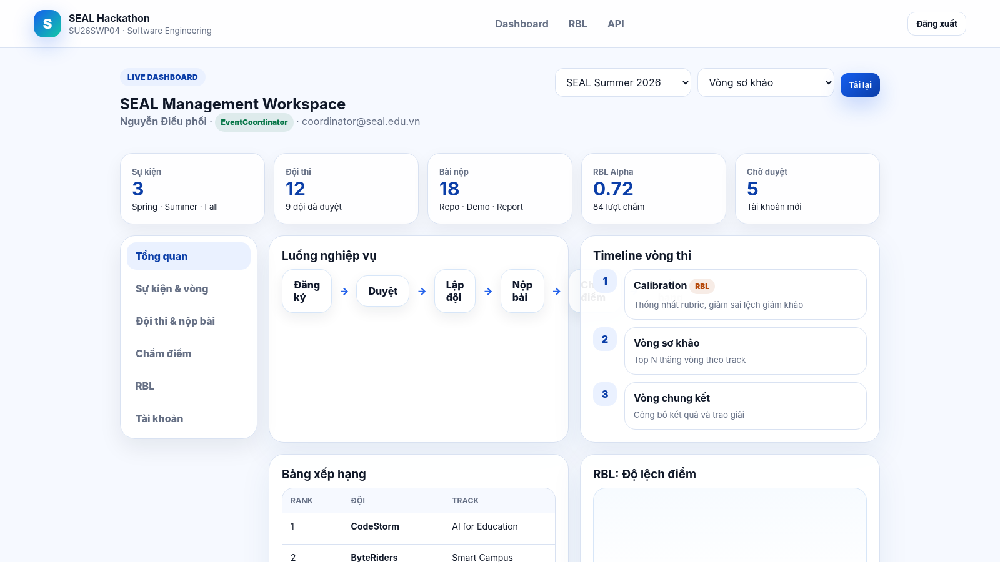 S
SEAL Hackathon
SU26SWP04 · Software Engineering
Dashboard
RBL
API
Đăng xuất
LIVE DASHBOARD
SEAL Management Workspace
Nguyễn Điều phối · EventCoordinator · coordinator@seal.edu.vn
SEAL Summer 2026
Vòng sơ khảo
Tải lại
Sự kiện
3
Spring · Summer · Fall
Đội thi
12
9 đội đã duyệt
Bài nộp
18
Repo · Demo · Report
RBL Alpha
0.72
84 lượt chấm
Chờ duyệt
5
Tài khoản mới
Tổng quan
Sự kiện & vòng
Đội thi & nộp bài
Chấm điểm
RBL
Tài khoản
Luồng nghiệp vụ
Đăng
ký
→
Duyệt
→
Lập
đội
→
Nộp
bài
→
điểm
Timeline vòng thi
1
Calibration RBL
Thống nhất rubric, giảm sai lệch giám khảo
2
Vòng sơ khảo
Top N thăng vòng theo track
3
Vòng chung kết
Công bố kết quả và trao giải
Bảng xếp hạng
RANK ĐỘI TRACK
1 CodeStorm AI for Education
2 ByteRiders Smart Campus
RBL: Độ lệch điểm